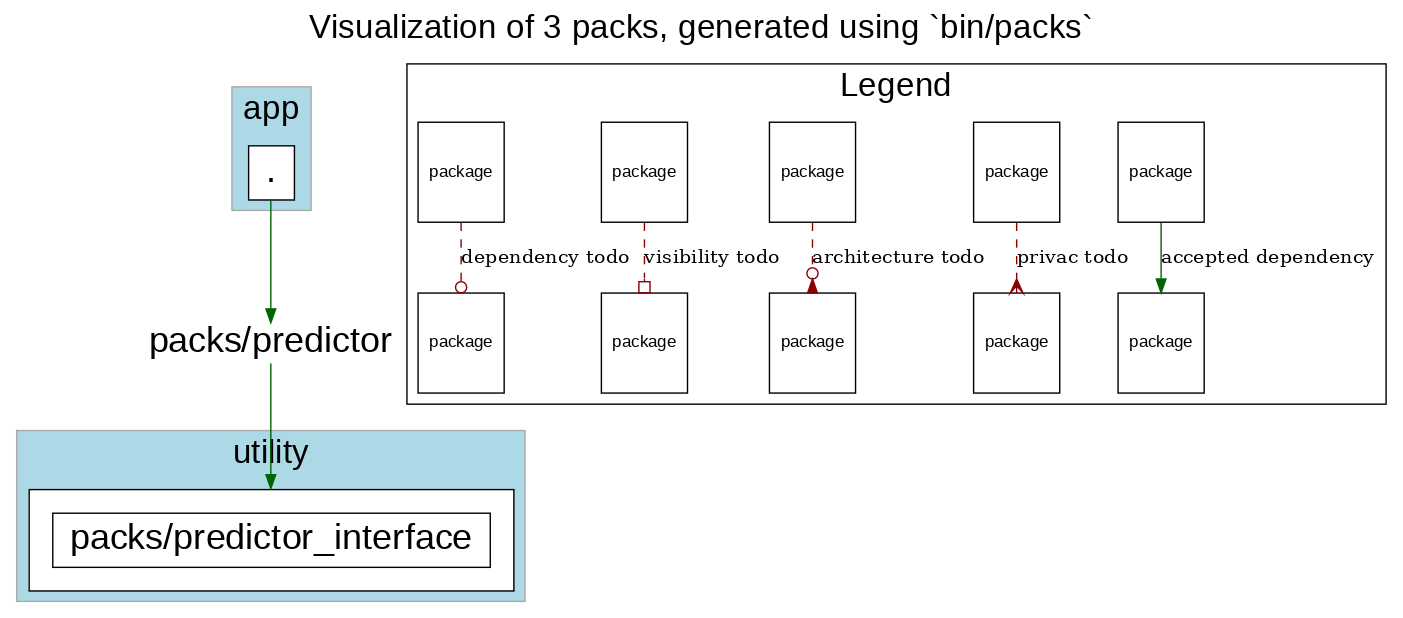 Visualization of 3 packs, generated using `bin/packs`
app
.
packs/predictor
utility
packs/predictor_interface
Legend
package
package
package
package
package
dependency todo
visibility todo
architecture todo
privac todo
accepted dependency
package
package
package
package
package